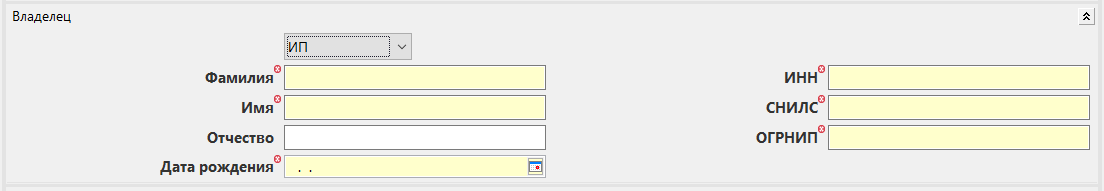 Владелец
ИП
Фамилия
ИНН
Имя
СНИЛС
Отчество
ОГРНИП
Дата рождения
. .